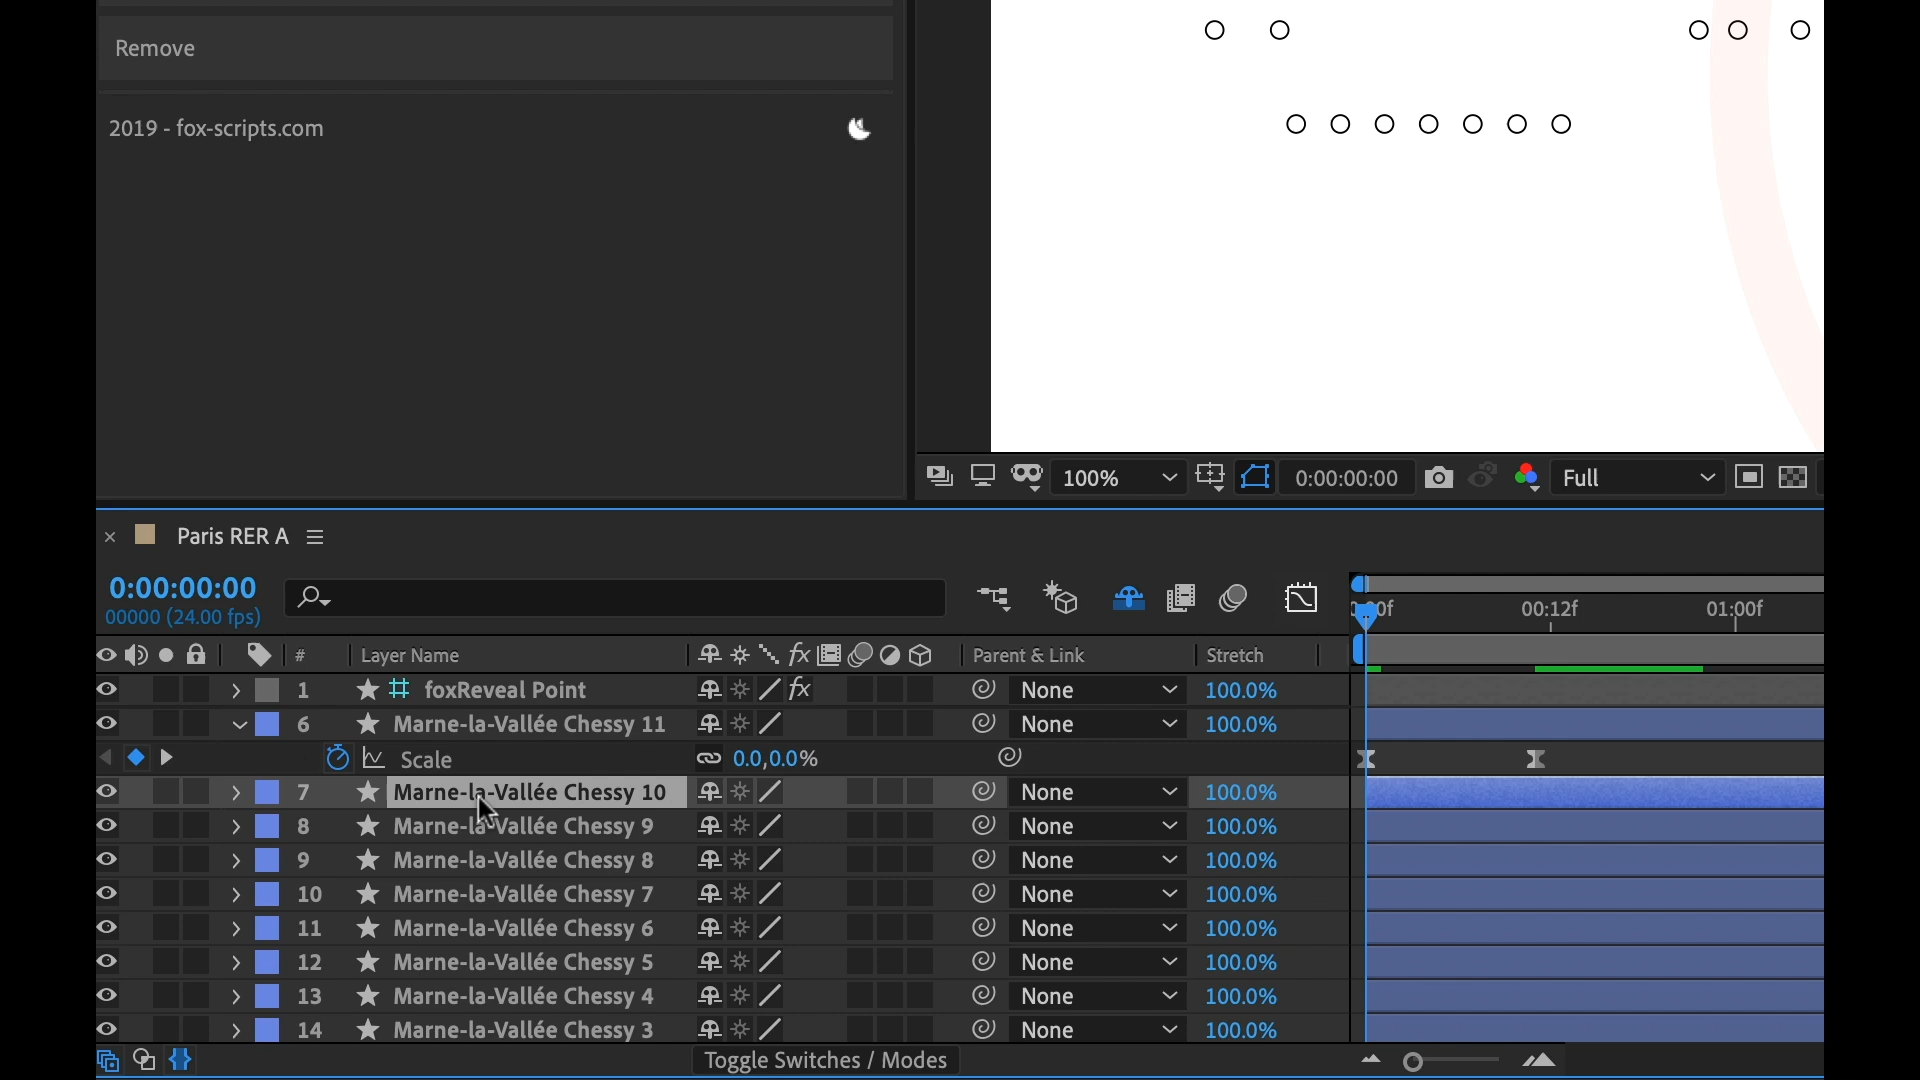 Remove
2019 - fox-scripts.com
100%
0:00:00:00
Full
Paris RER A
0:00:00:00
00000 (24.00 fps)
00:12f
01:00f
# Layer Name fx Parent & Link Stretch
1 foxReveal Point fx None 100.0%
6 Marne-la-Vallée Chessy 11 None 100.0%
Scale 0.0,0.0%
7 Marne-la-Vallée Chessy 10 None 100.0%
8 Marne-la-Vallée Chessy 9 None 100.0%
9 Marne-la-Vallée Chessy 8 None 100.0%
10 Marne-la-Vallée Chessy 7 None 100.0%
11 Marne-la-Vallée Chessy 6 None 100.0%
12 Marne-la-Vallée Chessy 5 None 100.0%
13 Marne-la-Vallée Chessy 4 None 100.0%
14 Marne-la-Vallée Chessy 3 None 100.0%
Toggle Switches / Modes